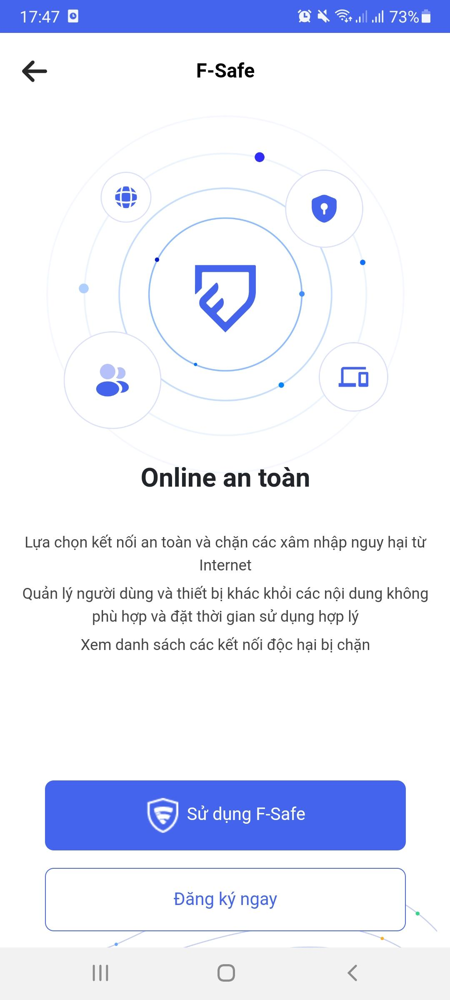 17:47
73%
F-Safe
Online an toàn
Lựa chọn kết nối an toàn và chặn các xâm nhập nguy hại từ
Internet
Quản lý người dùng và thiết bị khác khỏi các nội dung không
phù hợp và đặt thời gian sử dụng hợp lý
Xem danh sách các kết nối độc hại bị chặn
Sử dụng F-Safe
Đăng ký ngay